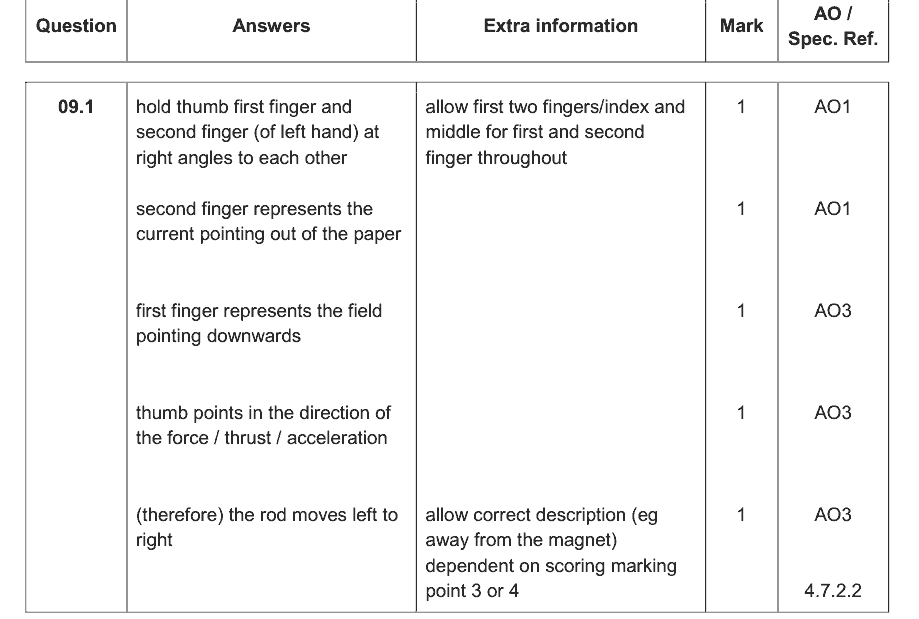 Question Answers Extra information Mark AO /
Spec. Ref.
09.1 hold thumb first finger and allow first two fingers/index and 1 AO1
second finger (of left hand) at middle for first and second
right angles to each other finger throughout
second finger represents the 1 AO1
current pointing out of the paper
first finger represents the field 1 AO3
pointing downwards
thumb points in the direction of 1 AO3
the force / thrust / acceleration
(therefore) the rod moves left to allow correct description (eg 1 AO3
right away from the magnet)
dependent on scoring marking
point 3 or 4 4.7.2.2